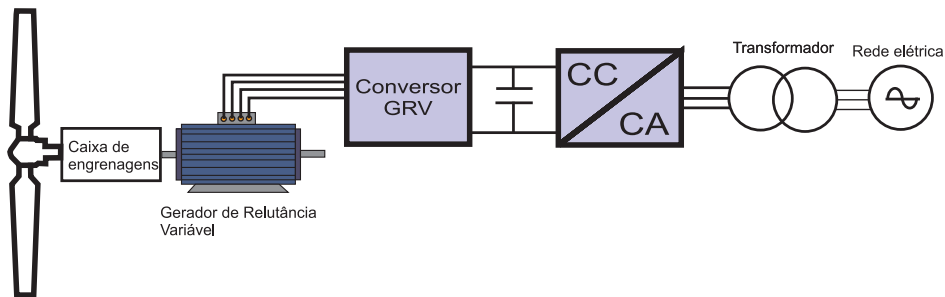 Caixa de
engrenagens
Gerador de Relutância
Variável
Conversor
GRV
CC
CA
Transformador
Rede elétrica